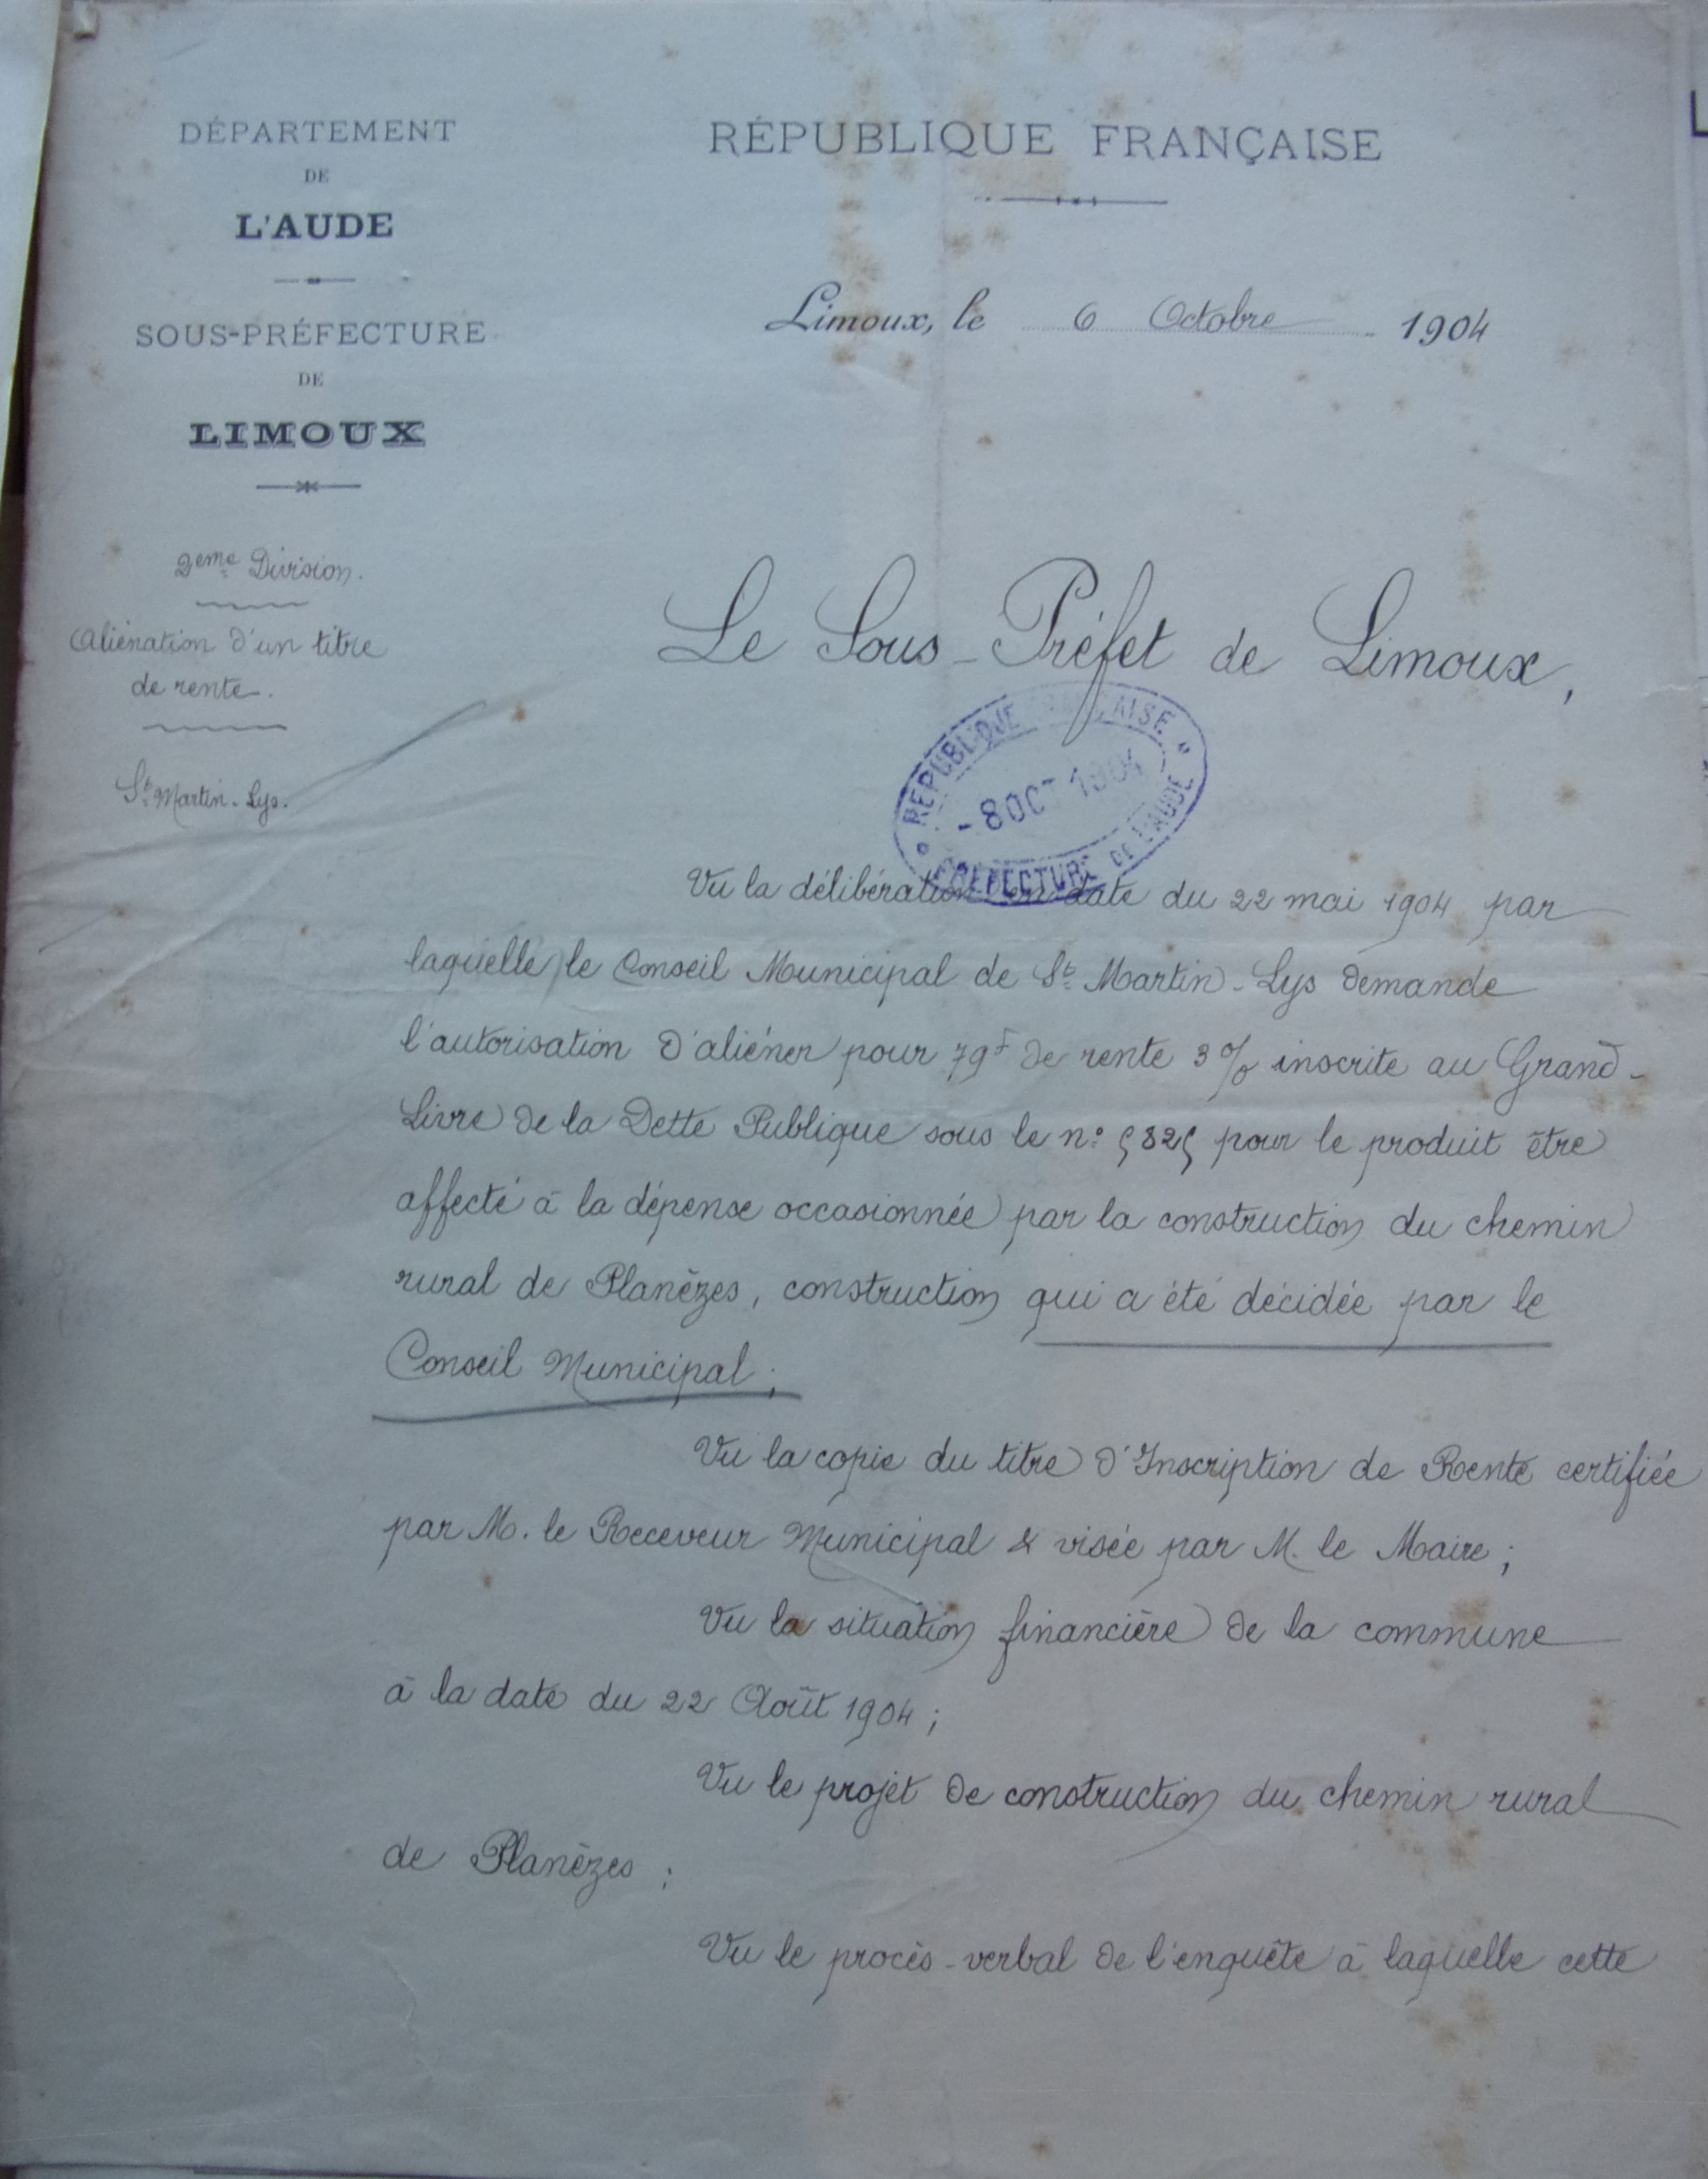 DÉPARTEMENT
DE
L'AUDE
SOUS-PRÉFECTURE
DE
LIMOUX
2eme Division.
Aliénation d'un titre
de rente.
St Martin-Lys.
RÉPUBLIQUE FRANÇAISE
Limoux, le 6 Octobre 1904
Le Sous-Préfet de Limoux,
RÉPUBLIQUE FRANÇAISE
- 8 OCT 1904
PRÉFECTURE DE L'AUDE
Vu la délibération en date du 22 mai 1904 par
laquelle le Conseil Municipal de St Martin-Lys demande
l'autorisation d'aliéner pour 79f de rente 3% inscrite au Grand-
Livre de la Dette Publique sous le n° 5825 pour le produit être
affecté à la dépense occasionnée par la construction du chemin
rural de Planèzes, construction qui a été décidée par le
Conseil Municipal;
Vu la copie du titre d'Inscription de Rente certifiée
par M. le Receveur Municipal & visée par M. le Maire;
Vu la situation financière de la commune
à la date du 22 Août 1904;
Vu le projet de construction du chemin rural
de Planèzes;
Vu le procès-verbal de l'enquête à laquelle cette